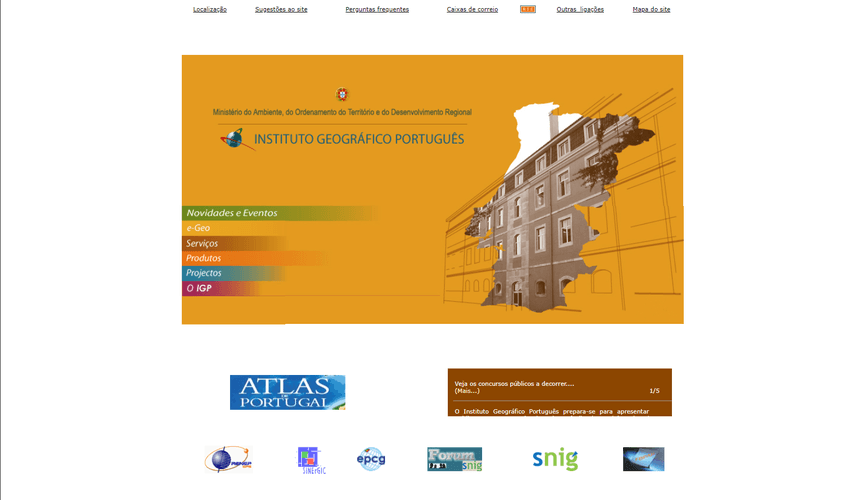 Localização Sugestões ao site Perguntas frequentes Caixas de correio RSS Outras ligações Mapa do site
Ministério do Ambiente, do Ordenamento do Território e do Desenvolvimento Regional
INSTITUTO GEOGRÁFICO PORTUGUÊS
Novidades e Eventos
e-Geo
Serviços
Produtos
Projectos
O IGP
ATLAS
DE
PORTUGAL
Veja os concursos públicos a decorrer....
(Mais...) 1/5
O Instituto Geográfico Português prepara-se para apresentar
SINErGIC
epcg
Forum
snig
snig